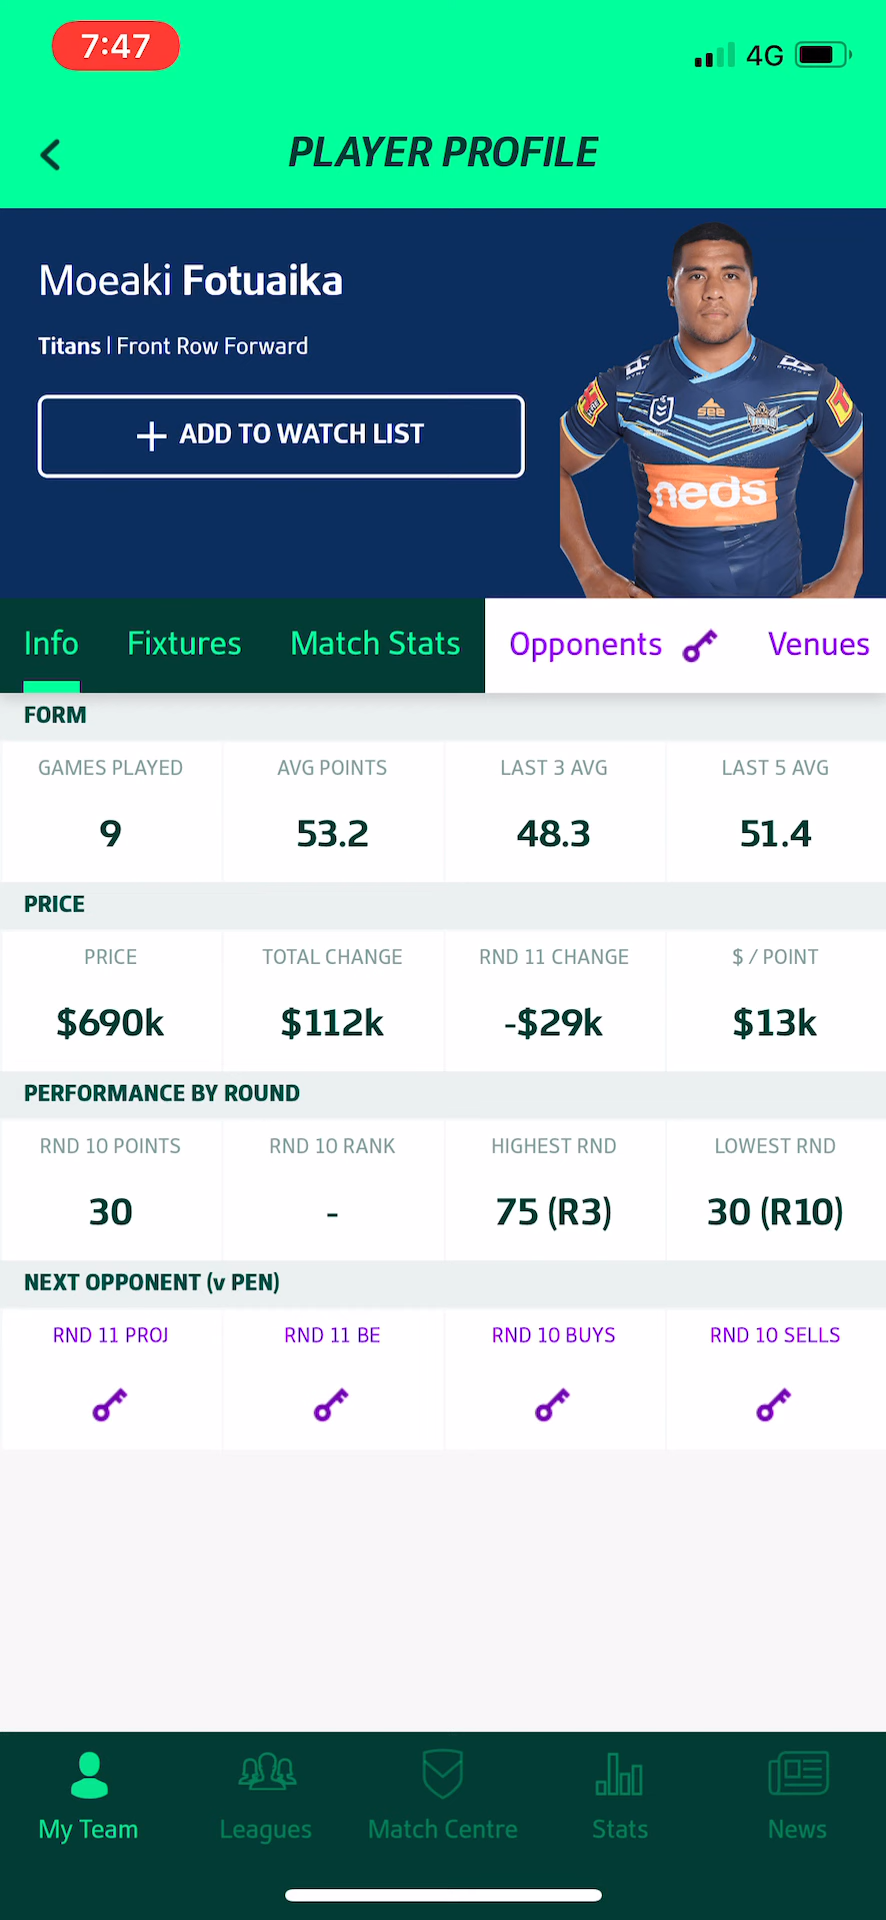 7:47
4G
PLAYER PROFILE
Moeaki Fotuaika
Titans | Front Row Forward
+ ADD TO WATCH LIST
see
neds
Info Fixtures Match Stats Opponents Venues
FORM
GAMES PLAYED AVG POINTS LAST 3 AVG LAST 5 AVG
9 53.2 48.3 51.4
PRICE
PRICE TOTAL CHANGE RND 11 CHANGE $ / POINT
$690k $112k -$29k $13k
PERFORMANCE BY ROUND
RND 10 POINTS RND 10 RANK HIGHEST RND LOWEST RND
30 - 75 (R3) 30 (R10)
NEXT OPPONENT (v PEN)
RND 11 PROJ RND 11 BE RND 10 BUYS RND 10 SELLS
My Team Leagues Match Centre Stats News